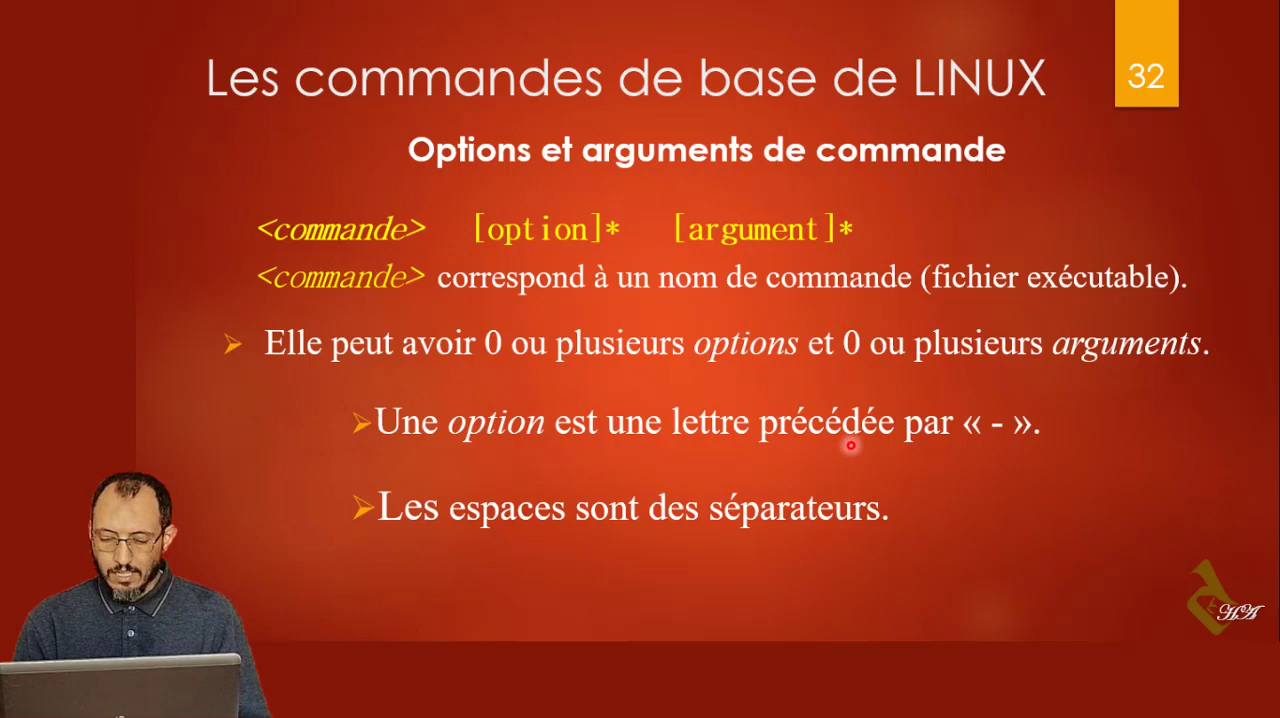 Les commandes de base de LINUX
32
Options et arguments de commande
<commande> [option]* [argument]*
<commande> correspond à un nom de commande (fichier exécutable).
➢ Elle peut avoir 0 ou plusieurs options et 0 ou plusieurs arguments.
➢Une option est une lettre précédée par « - ».
➢Les espaces sont des séparateurs.
HA